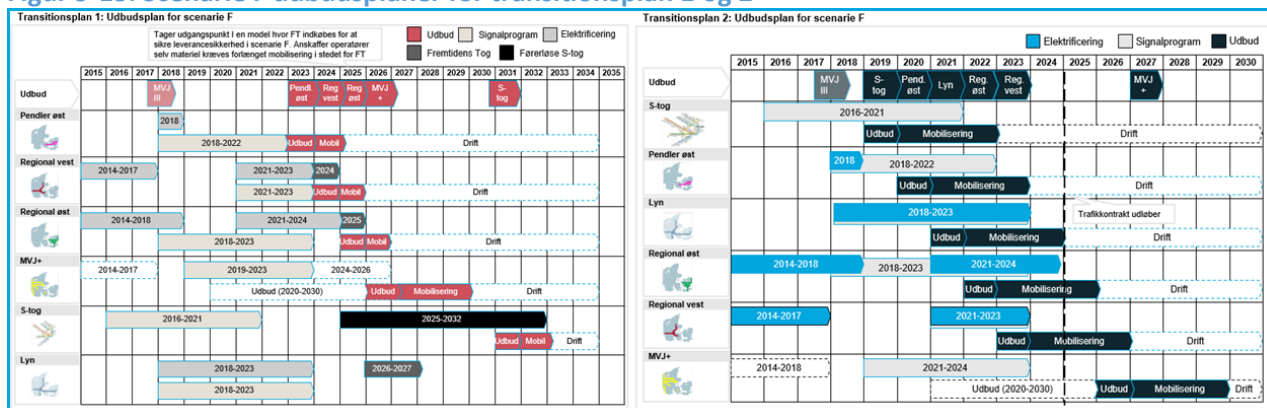 Transitionsplan 1: Udbudsplan for scenarie F
Tager udgangspunkt I en model hvor FT indkøbes for at
sikre leverancesikkerhed i scenarie F. Anskaffer operatører
selv materiel kræves forlænget mobilisering i stedet for FT
Udbud Signalprogram Elektrificering
Fremtidens Tog Førerløse S-tog
2015 2016 2017 2018 2019 2020 2021 2022 2023 2024 2025 2026 2027 2028 2029 2030 2031 2032 2033 2034 2035
Udbud
MVJ III
Pend. øst
Reg vest
Reg øst
MVJ +
S-tog
Pendler øst
2018
2018-2022 Udbud Mobil Drift
Regional vest
2014-2017 2021-2023 2024
2021-2023 Udbud Mobil Drift
Regional øst
2014-2018 2021-2024 2025
2018-2023 Udbud Mobil Drift
MVJ+
2014-2017 2019-2023 2024-2026
Udbud (2020-2030) Udbud Mobilisering Drift
S-tog
2016-2021 2025-2032
Udbud Mobil Drift
Lyn
2018-2023 2026-2027
2018-2023
Transitionsplan 2: Udbudsplan for scenarie F
Elektrificering Signalprogram Udbud
2015 2016 2017 2018 2019 2020 2021 2022 2023 2024 2025 2026 2027 2028 2029 2030
Udbud
MVJ III
S-tog
Pend. øst
Lyn
Reg. øst
Reg. vest
MVJ +
S-tog
2016-2021
Udbud Mobilisering Drift
Pendler øst
2018 2018-2022
Udbud Mobilisering Drift
Lyn
2018-2023
Trafikkontrakt udløber
Udbud Mobilisering Drift
Regional øst
2014-2018 2018-2023 2021-2024
Udbud Mobilisering Drift
Regional vest
2014-2017 2021-2023
Udbud Mobilisering Drift
MVJ+
2014-2018 2021-2024
Udbud (2020-2030) Udbud Mobilisering Drift